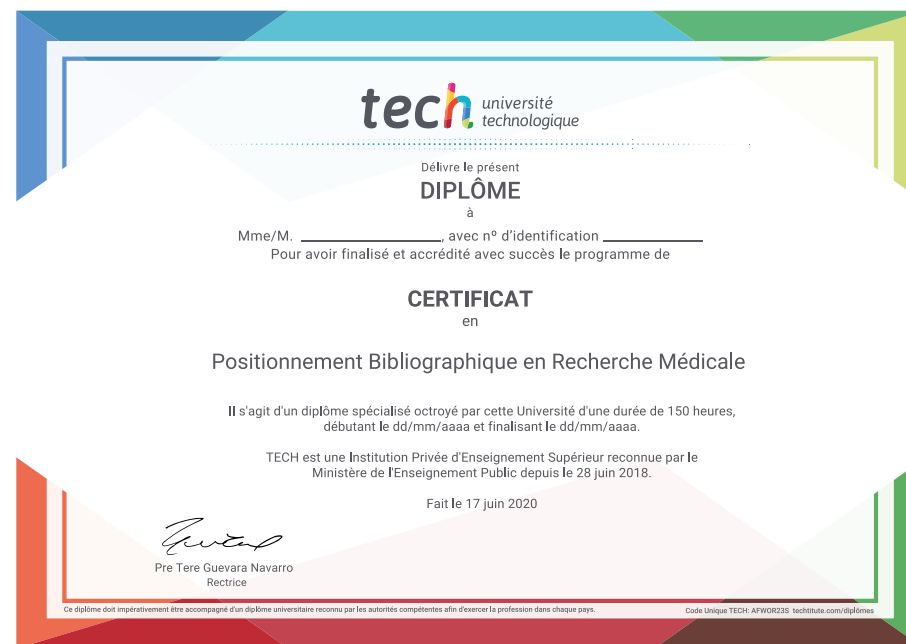 tech université
technologique
Délivre le présent
DIPLÔME
à
Mme/M. ____________________, avec nº d'identification ______________
Pour avoir finalisé et accrédité avec succès le programme de
CERTIFICAT
en
Positionnement Bibliographique en Recherche Médicale
Il s'agit d'un diplôme spécialisé octroyé par cette Université d'une durée de 150 heures,
débutant le dd/mm/aaaa et finalisant le dd/mm/aaaa.
TECH est une Institution Privée d'Enseignement Supérieur reconnue par le
Ministère de l'Enseignement Public depuis le 28 juin 2018.
Fait le 17 juin 2020
Pre Tere Guevara Navarro
Rectrice
Ce diplôme doit impérativement être accompagné d'un diplôme universitaire reconnu par les autorités compétentes afin d'exercer la profession dans chaque pays.
Code Unique TECH: AFWOR23S techtitute.com/diplômes